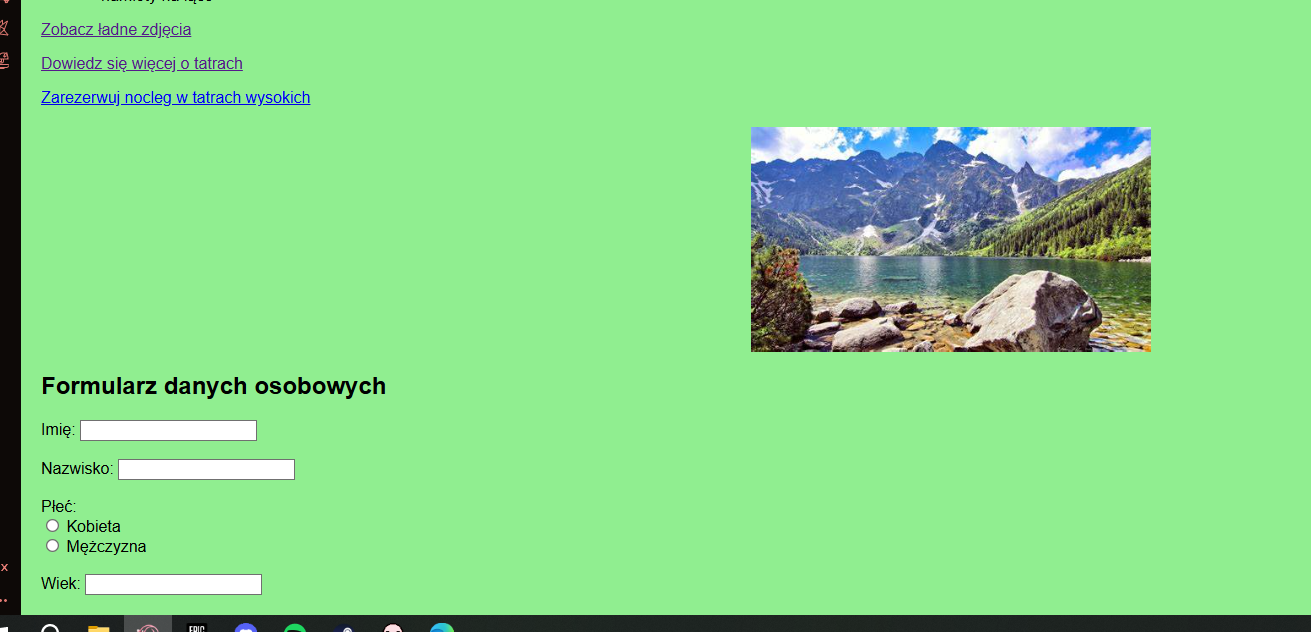 Zobacz ładne zdjęcia
Dowiedz się więcej o tatrach
Zarezerwuj nocleg w tatrach wysokich
Formularz danych osobowych
Imię:
Nazwisko:
Płeć:
Kobieta
Mężczyzna
Wiek:
EPIC